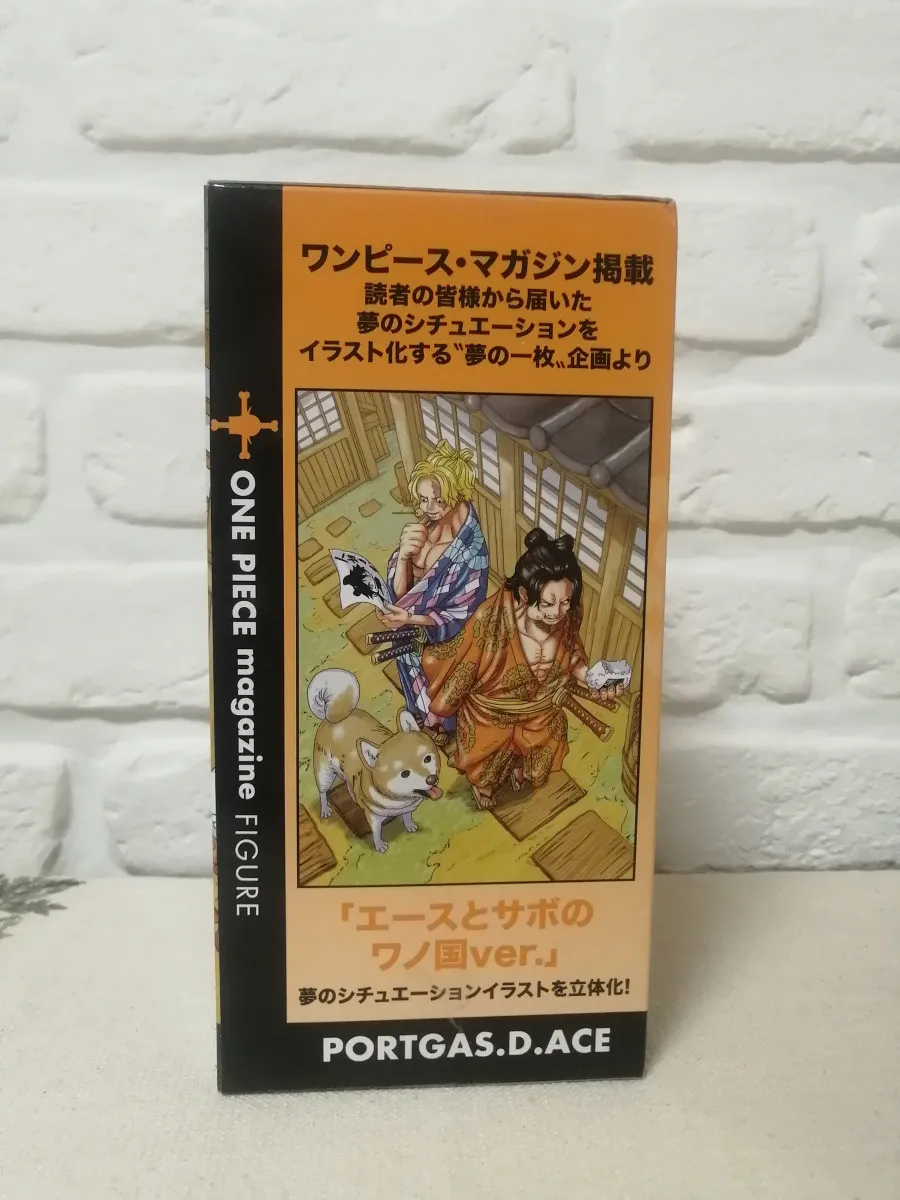 ワンピース・マガジン掲載
読者の皆様から届いた
夢のシチュエーションを
イラスト化する〝夢の一枚〟企画より
ONE PIECE magazine FIGURE
「エースとサボの
ワノ国ver.」
夢のシチュエーションイラストを立体化!
PORTGAS.D.ACE